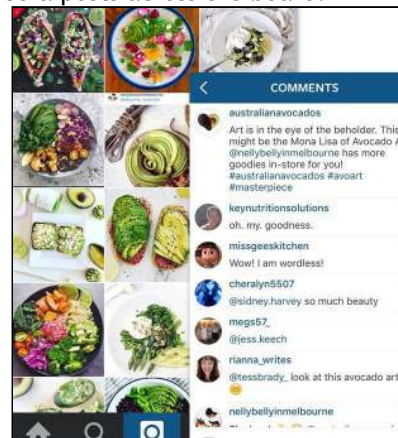 COMMENTS
australianavocados
Art is in the eye of the beholder. This
might be the Mona Lisa of Avocado A
@nellybellyinmelbourne has more
goodies in-store for you!
#australianavocados #avoart
#masterpiece
keynutritionsolutions
oh. my. goodness.
missgeeskitchen
Wow! I am wordless!
cheralyn5507
@sidney.harvey so much beauty
megs57_
@jess.keech
rianna_writes
@tessbrady_ look at this avocado art
nellybellyinmelbourne